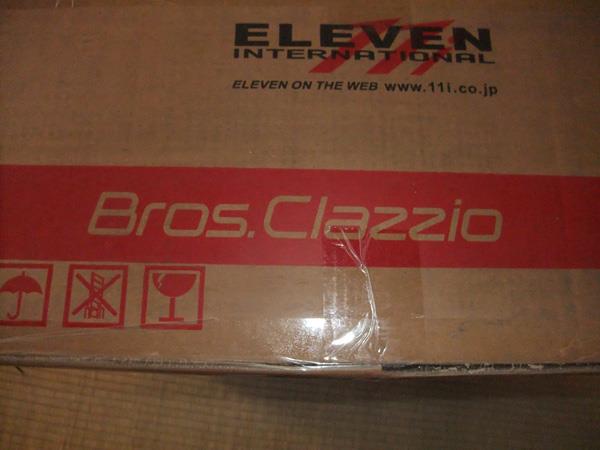 ELEVEN
INTERNATIONAL
ELEVEN ON THE WEB www.11i.co.jp
Bros.Clazzio